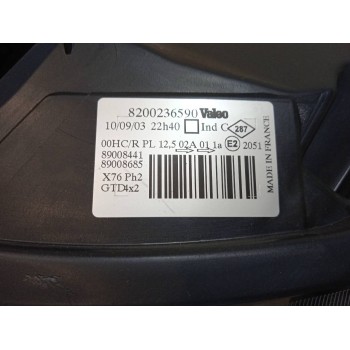 8200236590 Valeo
10/09/03 22h40 Ind C 287
00HC/R PL 12,5 02A 01 1a E2 2051
89008441
89008685
X76 Ph2
GTD4x2
MADE IN FRANCE